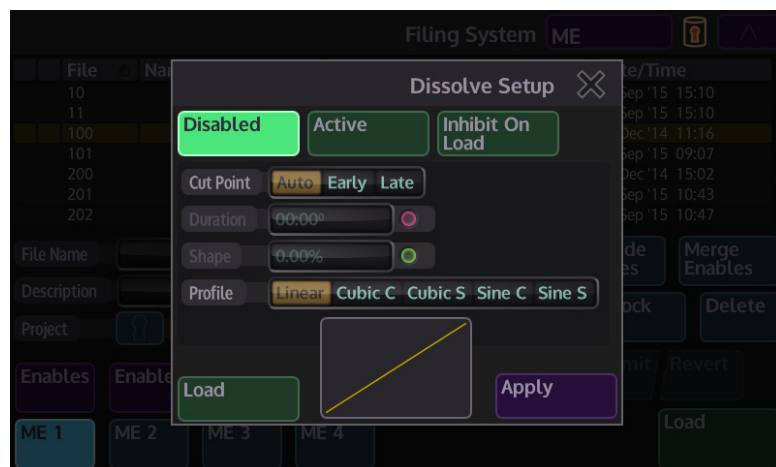 Filing System ME
File Nam te/Time
10 Sep '15 15:10
11 Sep '15 15:10
100 Dec '14 11:16
101 Sep '15 09:07
200 Dec '14 15:02
201 Sep '15 10:43
202 Sep '15 10:47
Dissolve Setup
Disabled Active Inhibit On Load
Cut Point Auto Early Late
Duration 00:00⁰
Shape 0.00%
Profile Linear Cubic C Cubic S Sine C Sine S
Load Apply
File Name
Description
Project
de
es
Merge
Enables
ock Delete
mit Revert
Enables Enable
Load
ME 1 ME 2 ME 3 ME 4